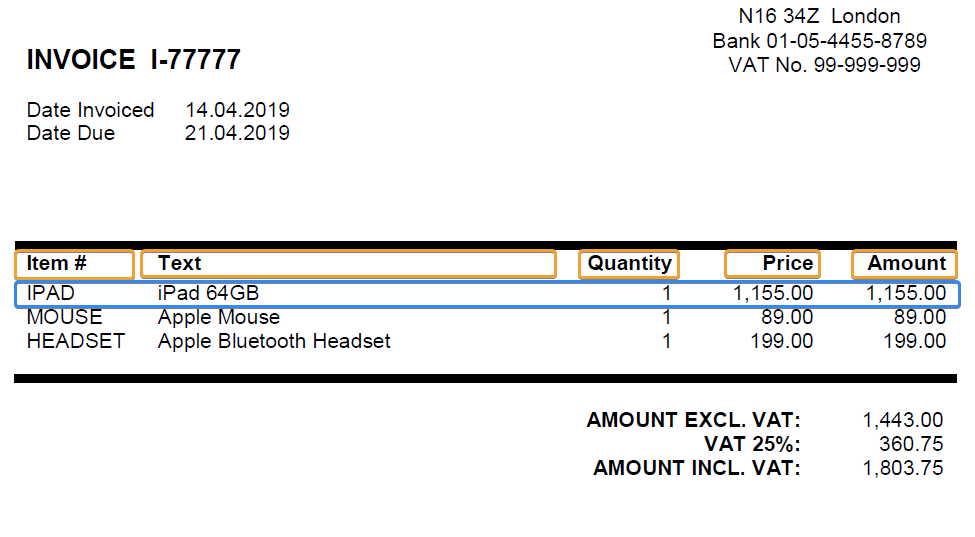 N16 34Z  London
Bank 01-05-4455-8789
VAT No. 99-999-999
INVOICE  I-77777
Date Invoiced 14.04.2019
Date Due 21.04.2019
Item # Text Quantity Price Amount
IPAD iPad 64GB 1 1,155.00 1,155.00
MOUSE Apple Mouse 1 89.00 89.00
HEADSET Apple Bluetooth Headset 1 199.00 199.00
AMOUNT EXCL. VAT: 1,443.00
VAT 25%: 360.75
AMOUNT INCL. VAT: 1,803.75